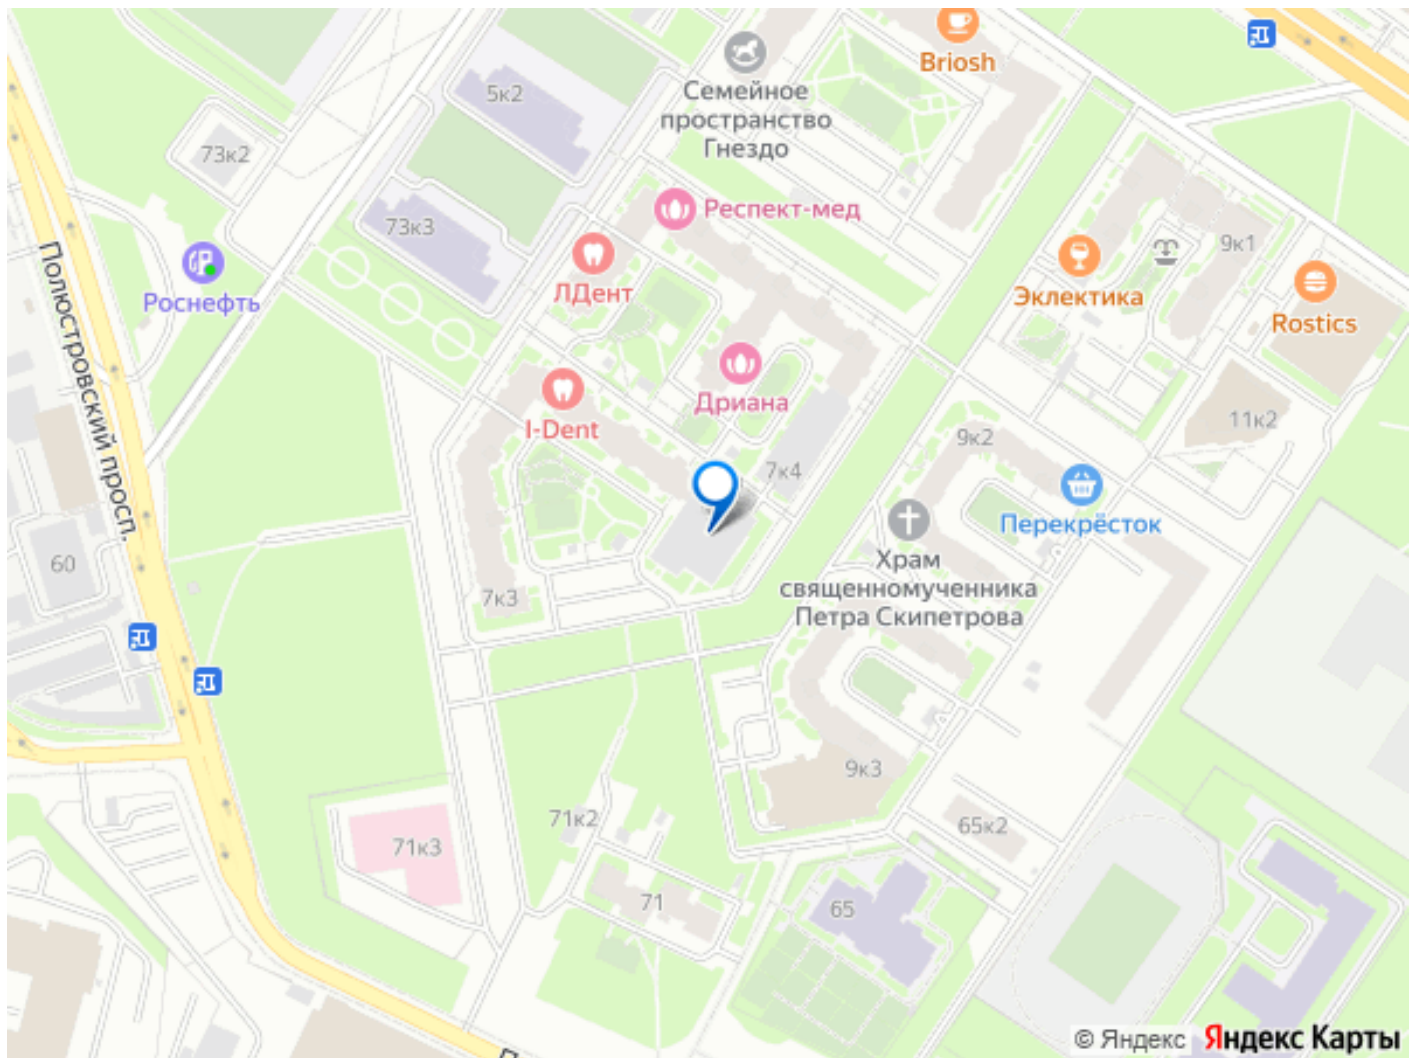 Briosh
5к2
Семейное
пространство
Гнездо
73к2
Респект-мед
73к3
9к1
Роснефть
ЛДент
Эклектика
Rostics
Полюстровский просп.
Дриана
I-Dent
11к2
9к2
7к4
Перекрёсток
60
Храм
священномученника
Петра Скипетрова
7к3
9к3
71к2
65к2
71к3
71
65
П
© Яндекс Яндекс Карты